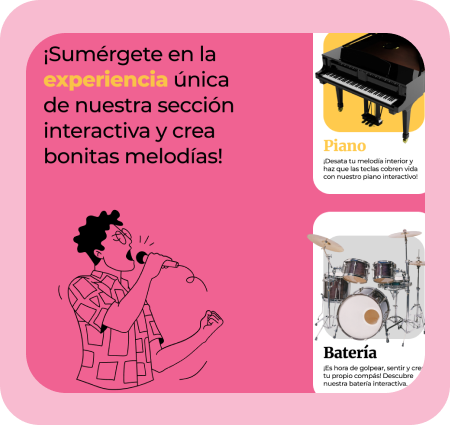 ¡Sumérgete en la
experiencia única
de nuestra sección
interactiva y crea
bonitas melodías!
Piano
¡Desata tu melodía interior y
haz que las teclas cobren vida
con nuestro piano interactivo!
Batería
¡Es hora de golpear, sentir y cre
tu propio compás! Descubre
nuestra batería interactiva.